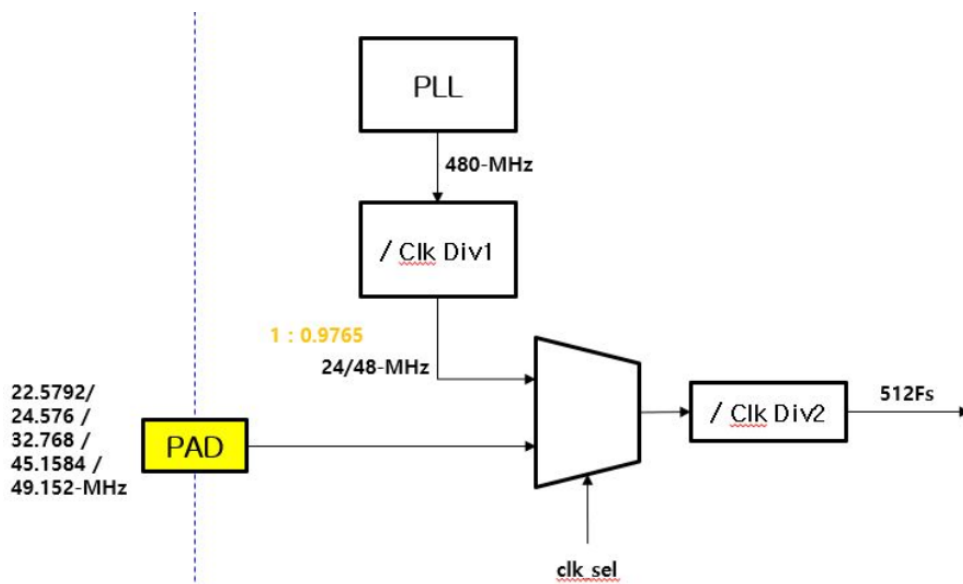 PLL
480-MHz
/ Clk Div1
1 : 0.9765
24/48-MHz
22.5792/
24.576 /
32.768 /
45.1584 /
49.152-MHz
PAD
/ Clk Div2
512Fs
clk_sel